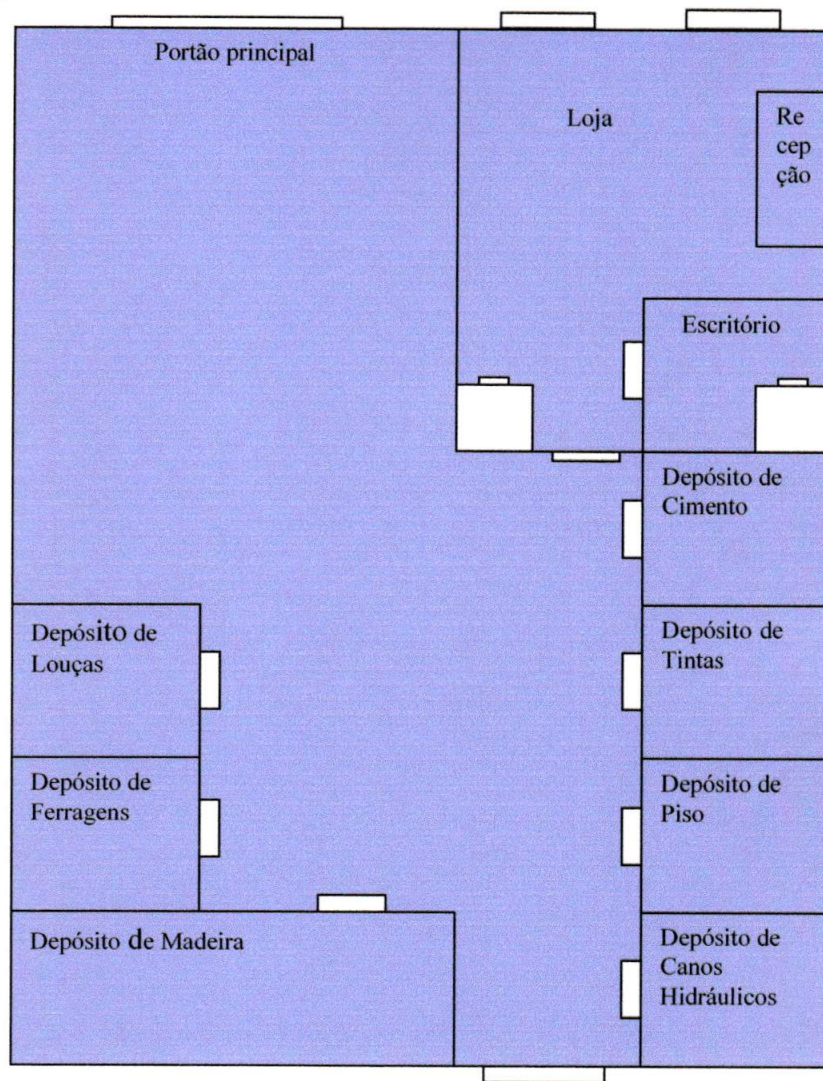 Portão principal
Loja
Re
cep
ção
Escritório
Depósito de
Cimento
Depósito de
Louças
Depósito de
Tintas
Depósito de
Ferragens
Depósito de
Piso
Depósito de Madeira
Depósito de
Canos
Hidráulicos